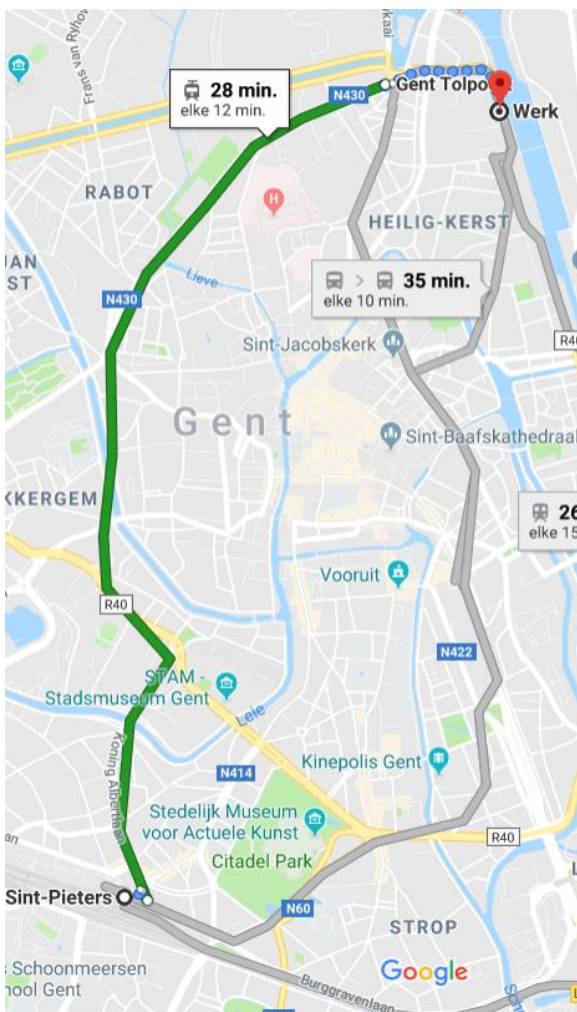 Frans van Ryhov
ykaai
28 min.
elke 12 min.
N430
Gent Tolpo
Werk
RABOT
H
HEILIG-KERST
AN
ST
Lieve
> 35 min.
elke 10 min.
N430
Sint-Jacobskerk
R40
Gent
Sint-Baafskathedraal
KKERGEM
26
elke 15
Vooruit
R40
N422
STAM -
Stadsmuseum Gent
Leie
Koning Albertlaan
Kinepolis Gent
N414
Stedelijk Museum
voor Actuele Kunst
R40
Citadel Park
L
Sint-Pieters
N60
STROP
s Schoonmeersen
hool Gent
Google
Burggravenlaan
Sch
L